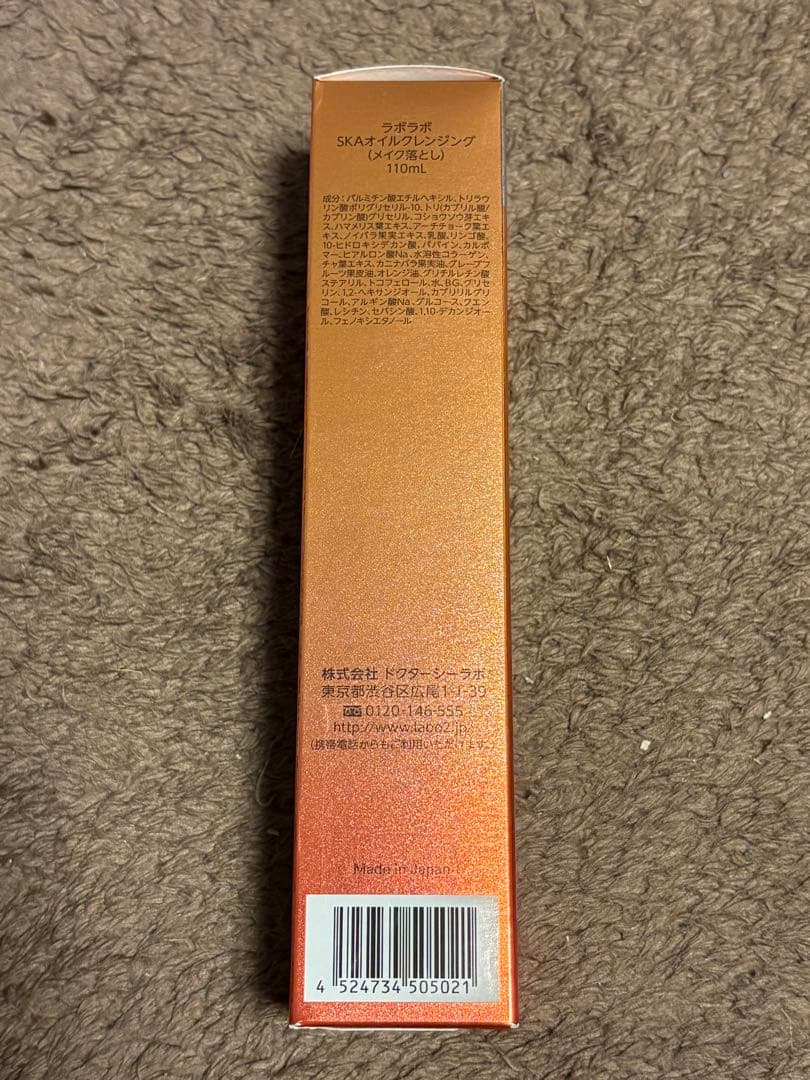 ラボラボ
SKAオイルクレンジング
(メイク落とし)
110mL
成分:パルミチン酸エチルヘキシル、トリラウ
リン酸ポリグリセリル-10、トリ(カプリル酸/
カプリン酸)グリセリル、コショウソウ芽エキ
ス、ハマメリス葉エキス、アーチチョーク葉エ
キス、ノイバラ果実エキス、乳酸、リンゴ酸、
10-ヒドロキシデカン酸、パパイン、カルボ
マー、ヒアルロン酸Na、水溶性コラーゲン、
チャ葉エキス、カニナバラ果実油、グレープフ
ルーツ果皮油、オレンジ油、グリチルレチン酸
ステアリル、トコフェロール、水、BG、グリセ
リン、1,2-ヘキサンジオール、カプリリルグリ
コール、アルギン酸Na、グルコース、クエン
酸、レシチン、セバシン酸、1,10-デカンジオー
ル、フェノキシエタノール
株式会社 ドクターシーラボ
東京都渋谷区広尾1-1-39
0120-146-555
http://www.labo2.jp/
(携帯電話からもご利用いただけます。)
Made in Japan
4 524734 505021